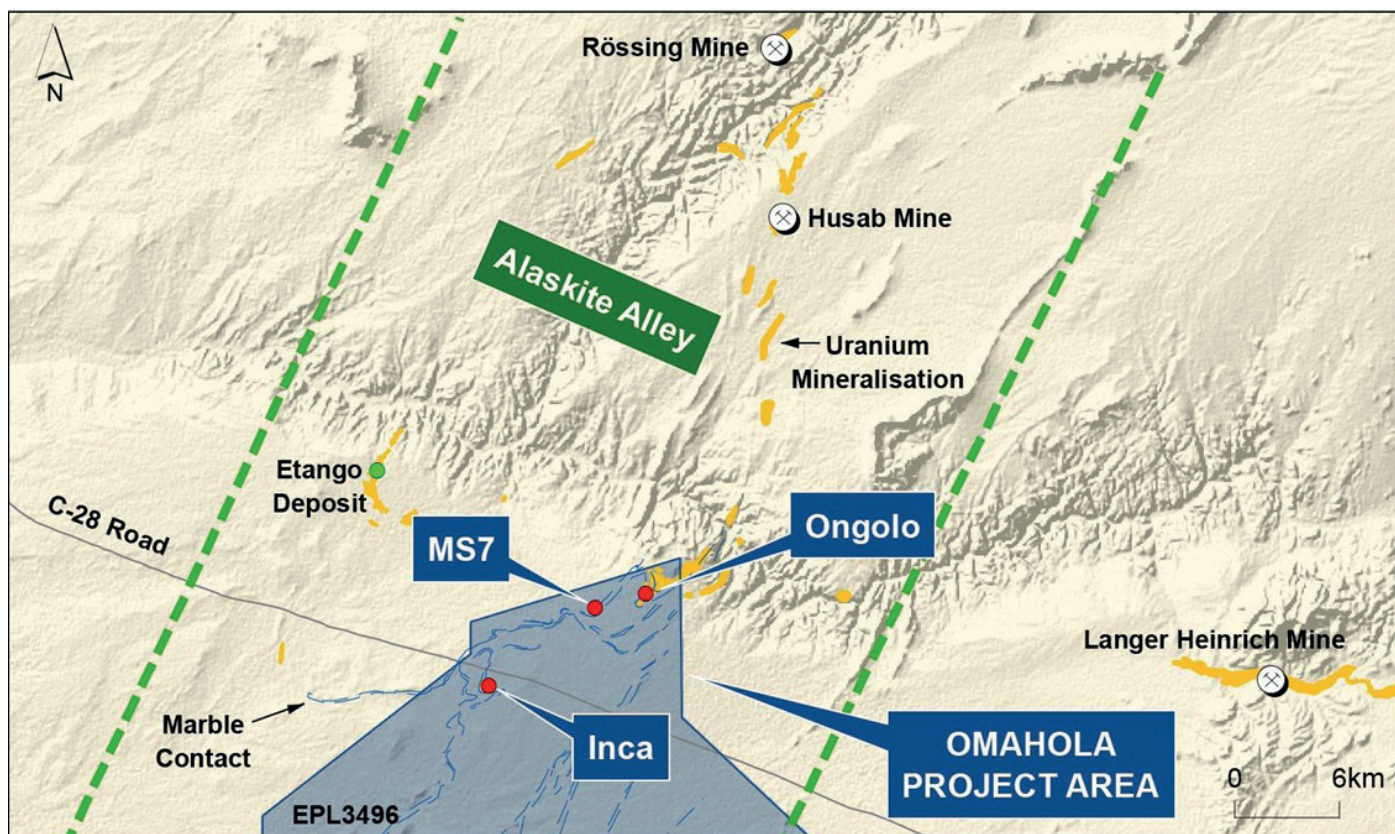 Rössing Mine
N
Husab Mine
Alaskite Alley
Uranium
Mineralisation
Etango
Deposit
C-28 Road
MS7
Ongolo
Langer Heinrich Mine
Marble
Contact
Inca
OMAHOLA
PROJECT AREA
0 6km
EPL3496